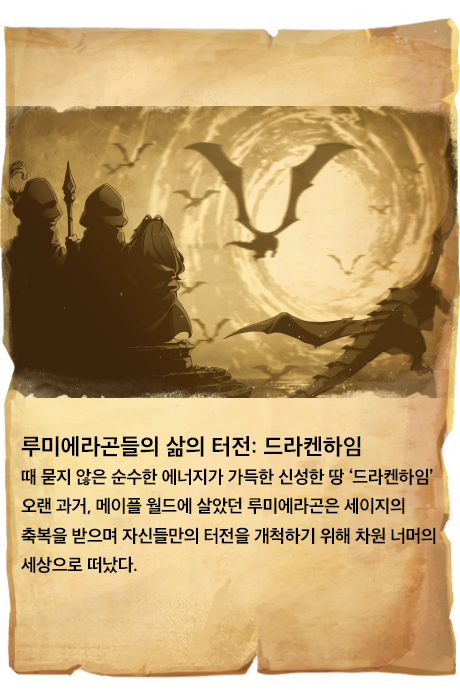 루미에라곤들의 삶의 터전: 드라켄하임
때 묻지 않은 순수한 에너지가 가득한 신성한 땅 ‘드라켄하임’
오랜 과거, 메이플 월드에 살았던 루미에라곤은 세이지의
축복을 받으며 자신들만의 터전을 개척하기 위해 차원 너머의
세상으로 떠났다.